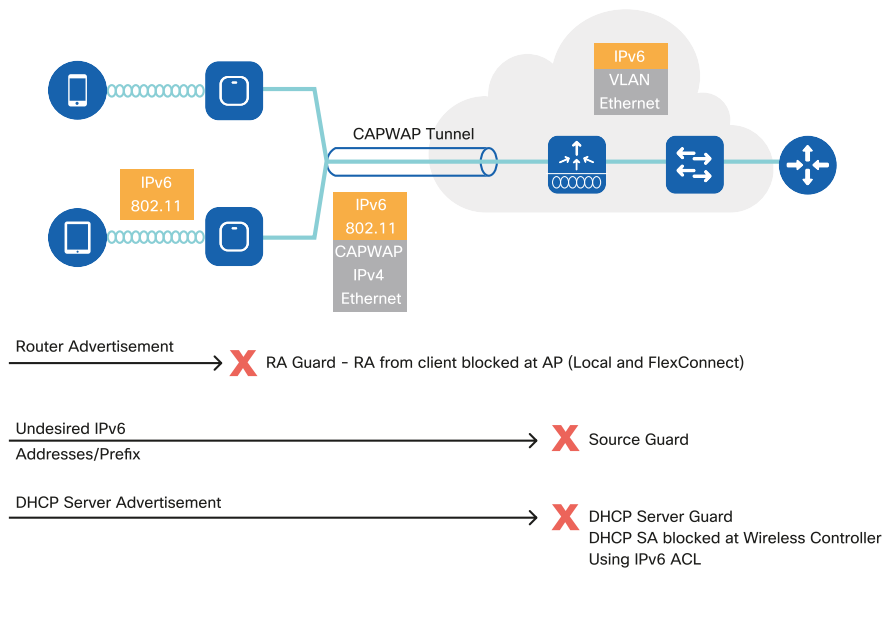 IPv6
VLAN
Ethernet
CAPWAP Tunnel
IPv6
802.11
IPv6
802.11
CAPWAP
IPv4
Ethernet
Router Advertisement
RA Guard - RA from client blocked at AP (Local and FlexConnect)
Undesired IPv6
Addresses/Prefix
Source Guard
DHCP Server Advertisement
DHCP Server Guard
DHCP SA blocked at Wireless Controller
Using IPv6 ACL